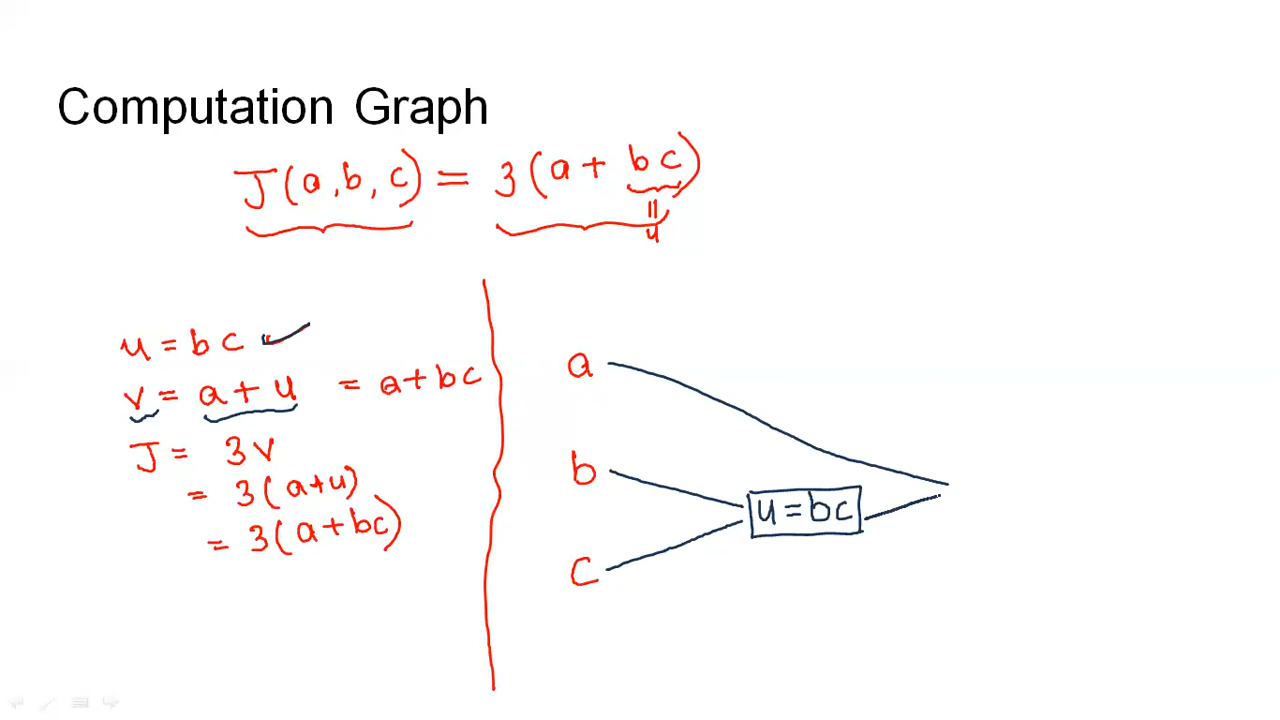 Computation Graph
J(a,b,c) = 3(a + bc)
॥
u
u = bc
v = a + u = a + bc
J = 3v
= 3(a+u)
= 3(a+bc)
a
b
u = bc
c